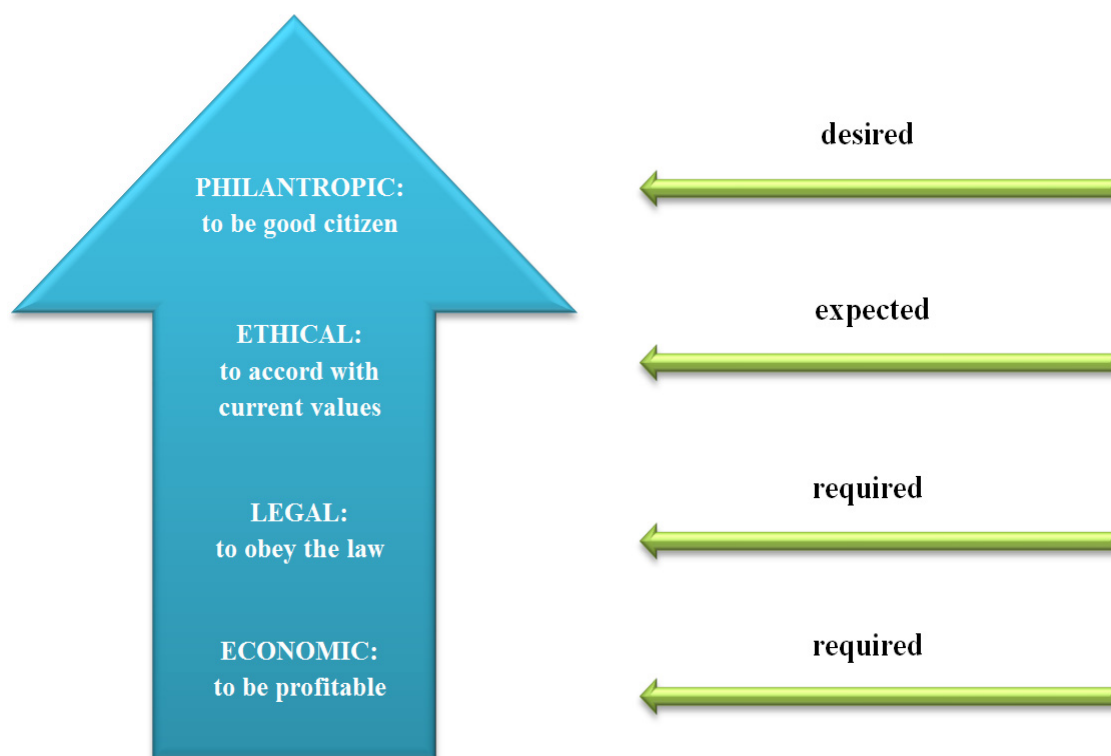 desired
PHILANTROPIC:
to be good citizen
expected
ETHICAL:
to accord with
current values
required
LEGAL:
to obey the law
required
ECONOMIC:
to be profitable